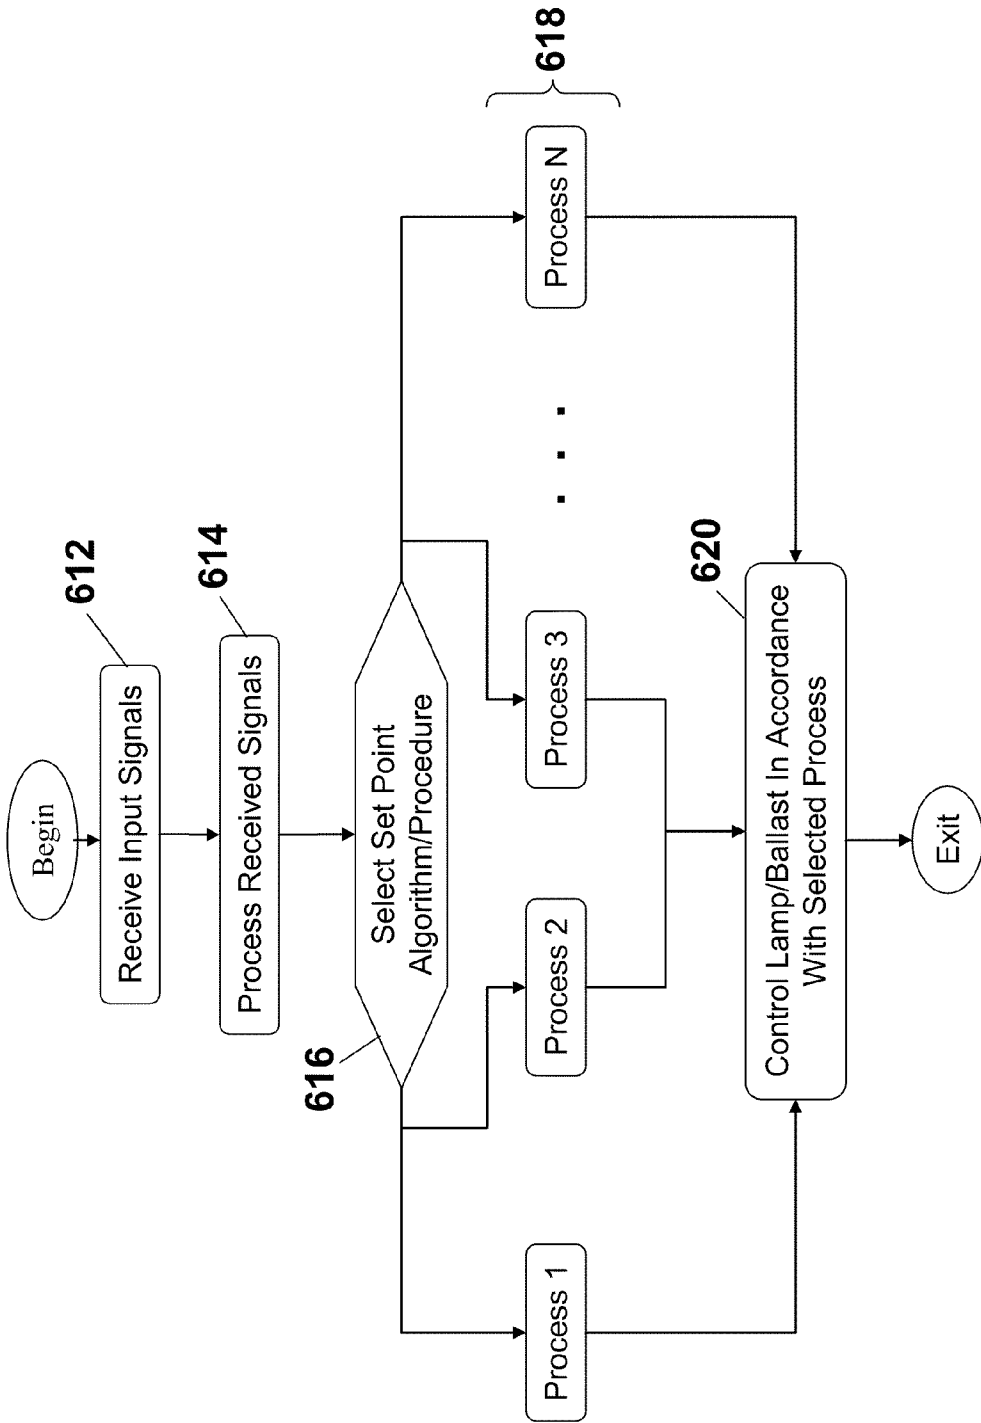 Begin
612
Receive Input Signals
614
Process Received Signals
616
Select Set Point
Algorithm/Procedure
618
Process 1
Process 2
Process 3
. . .
Process N
620
Control Lamp/Ballast In Accordance
With Selected Process
Exit